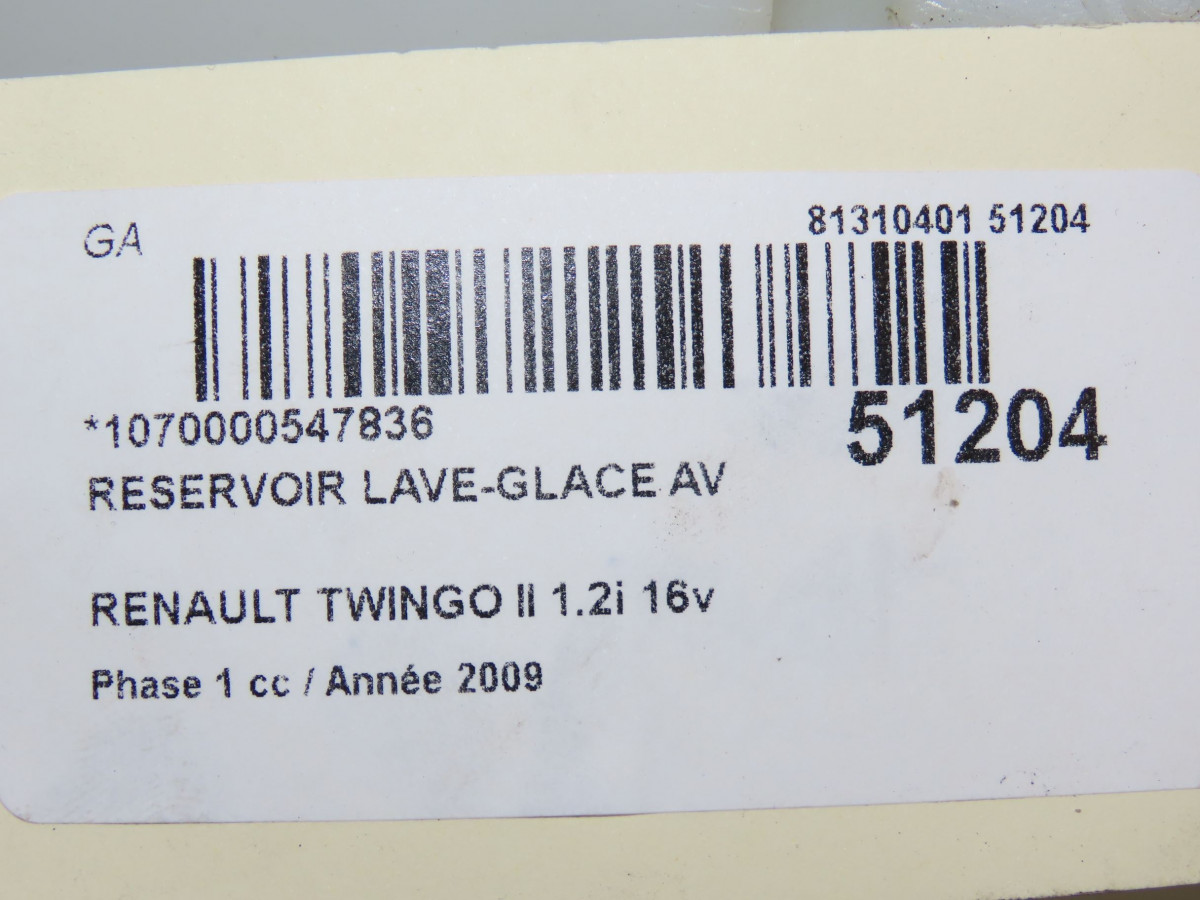 GA
81310401 51204
*1070000547836
51204
RESERVOIR LAVE-GLACE AV
RENAULT TWINGO II 1.2i 16v
Phase 1 cc / Année 2009